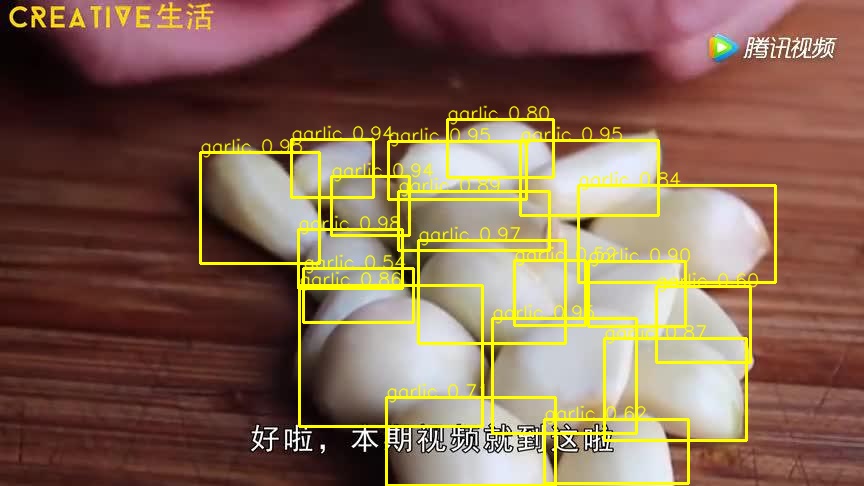 CREATIVE生活
腾讯视频
garlic 0.80
garlic 0.94
garlic 0.95
garlic 0.95
garlic 0.98
garlic 0.94
garlic 0.89
garlic 0.84
garlic 0.98
garlic 0.97
garlic 0.90
garlic 0.54
garlic 0.86
garlic 0.60
garlic 0.96
garlic 0.87
garlic 0.71
garlic 0.62
好啦，本期视频就到这啦